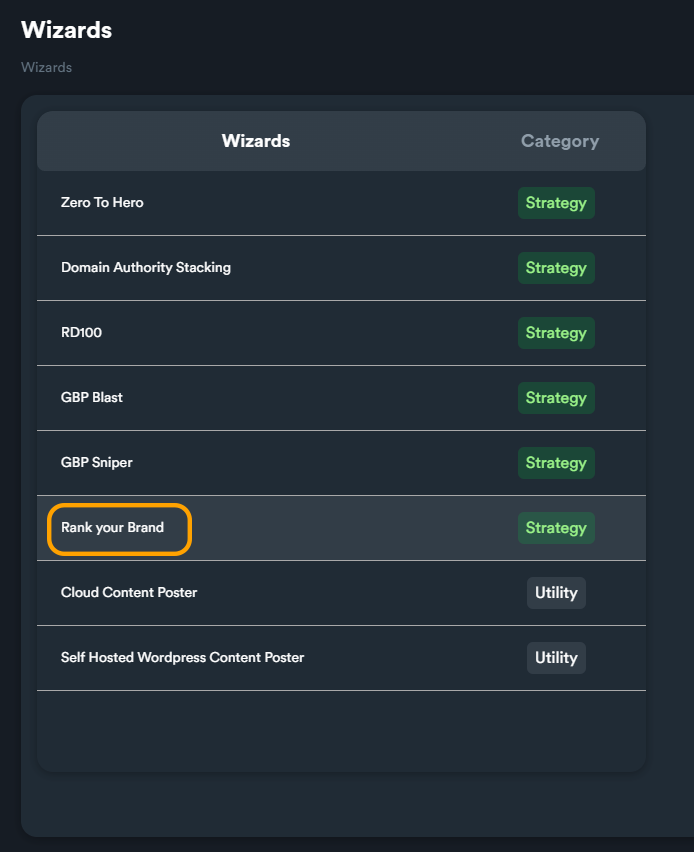 Wizards
Wizards
Wizards Category
Zero To Hero Strategy
Domain Authority Stacking Strategy
RD100 Strategy
GBP Blast Strategy
GBP Sniper Strategy
Rank your Brand Strategy
Cloud Content Poster Utility
Self Hosted Wordpress Content Poster Utility